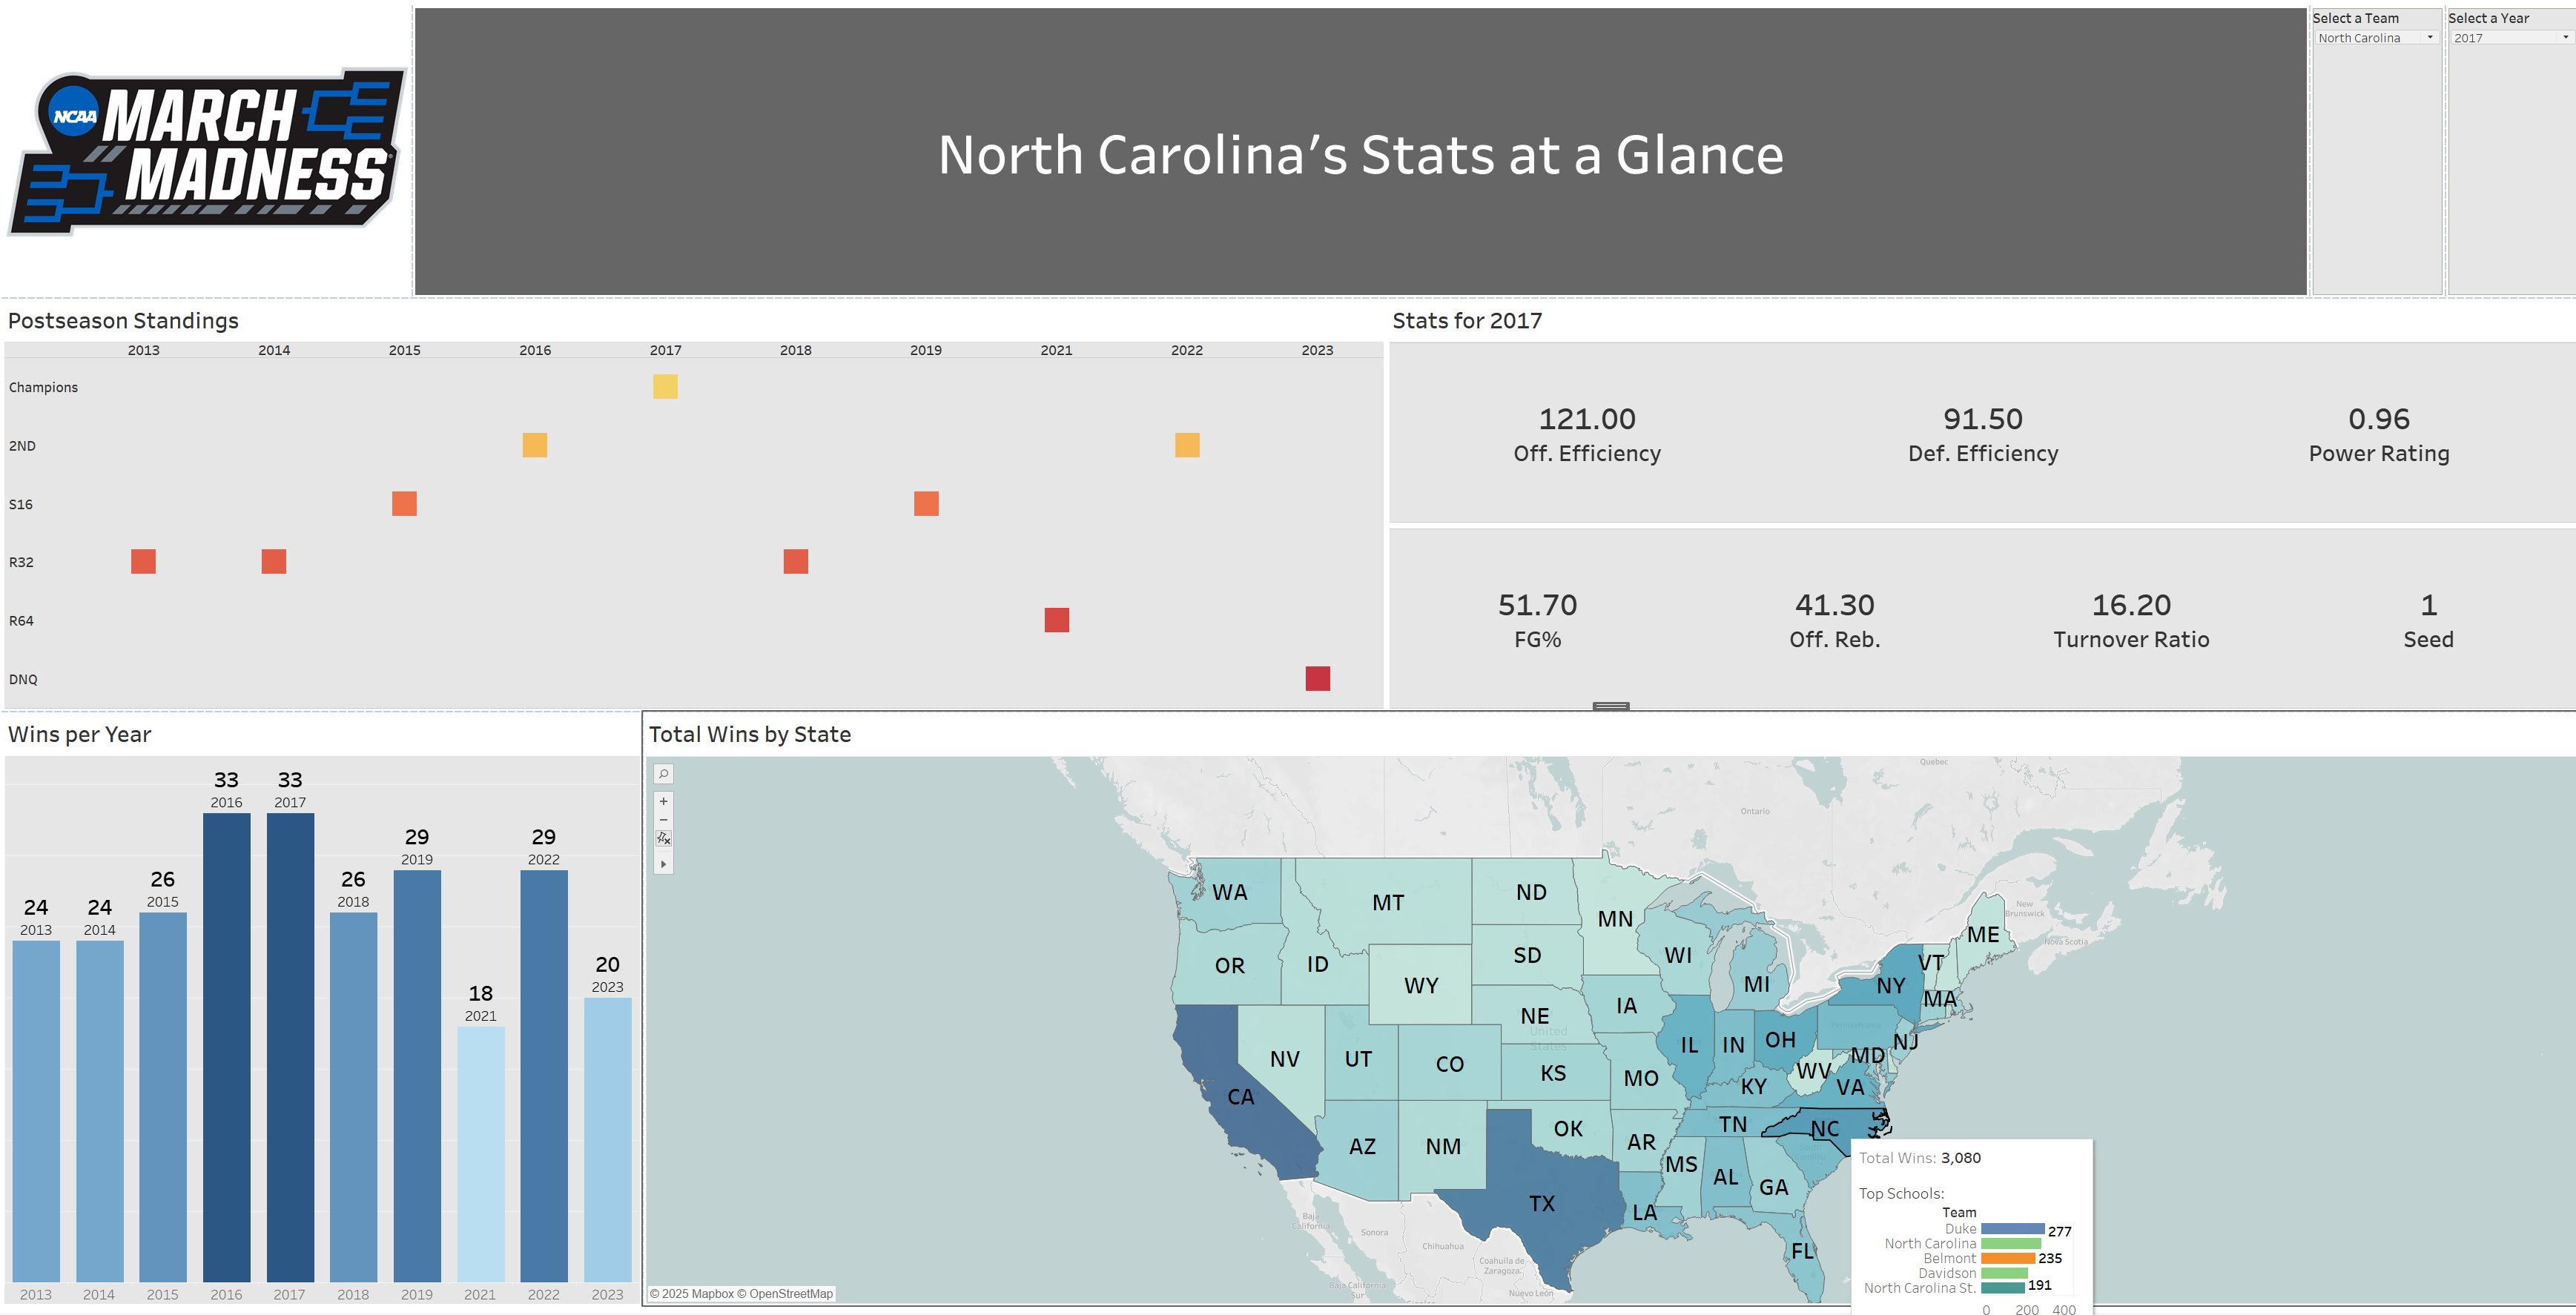 NCAA
MARCH
MADNESS
North Carolina's Stats at a Glance
Select a Team
North Carolina
Select a Year
2017
Postseason Standings
2013 2014 2015 2016 2017 2018 2019 2021 2022 2023
Champions
2ND
S16
R32
R64
DNQ
Stats for 2017
121.00 91.50 0.96
Off. Efficiency Def. Efficiency Power Rating
51.70 41.30 16.20 1
FG% Off. Reb. Turnover Ratio Seed
Wins per Year
24
2013
24
2014
26
2015
33
2016
33
2017
26
2018
29
2019
18
2021
29
2022
20
2023
2013 2014 2015 2016 2017 2018 2019 2021 2022 2023
Total Wins by State
Quebec
Ontario
New
Brunswick
Nova Scotia
WA
MT
ND
MN
OR
ID
WY
SD
WI
MI
ME
VT
NY
MA
NE
IA
United
States
NV
UT
CO
KS
MO
IL
IN
OH
NJ
MD
WV
VA
KY
CA
AZ
NM
OK
AR
TN
NC
MS
AL
GA
TX
LA
FL
Baja
California
Sonora
Chihuahua
Coahuila de
Zaragoza
Baja California
Sur
Nuevo León
Total Wins: 3,080
Top Schools:
Team
Duke 277
North Carolina
Belmont 235
Davidson
North Carolina St. 191
0 200 400
© 2025 Mapbox © OpenStreetMap